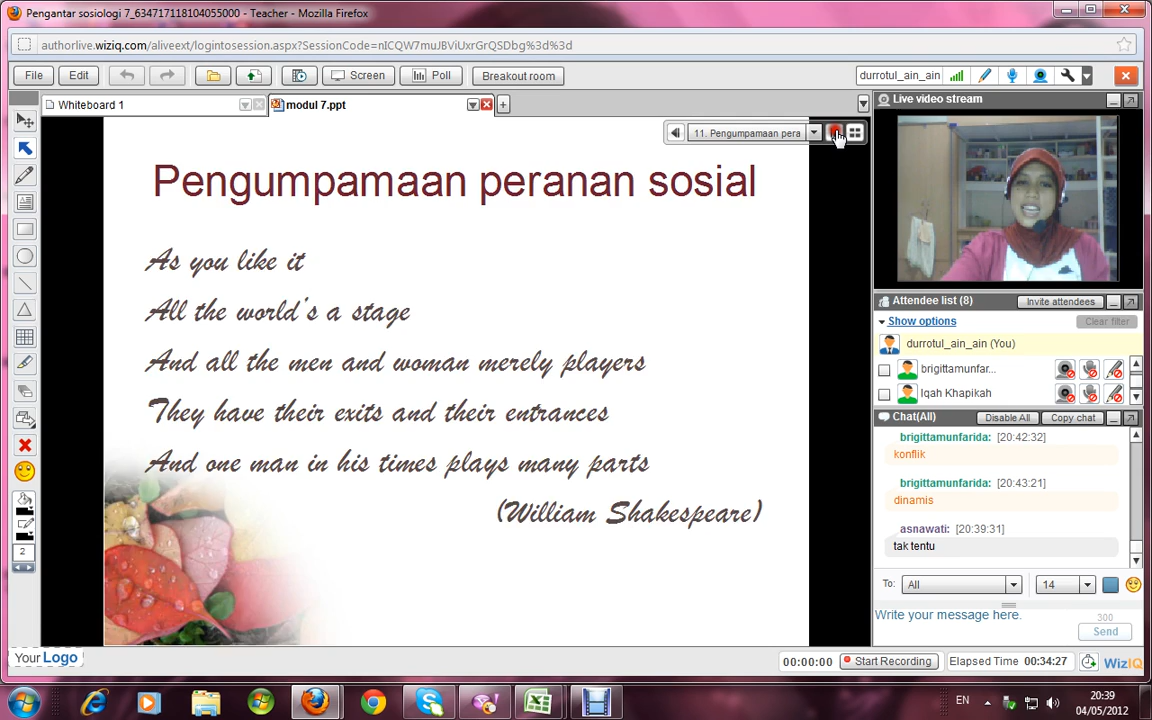 Pengantar sosiologi 7_634717118104055000 - Teacher - Mozilla Firefox
authorlive.wiziq.com/aliveext/logintosession.aspx?SessionCode=nICQW7muJBViUxrGrQSDbg%3d%3d
File Edit Screen Poll Breakout room durrotul_ain_ain
Whiteboard 1 modul 7.ppt
Live video stream
11. Pengumpamaan pera
Pengumpamaan peranan sosial
As you like it
All the world's a stage
And all the men and woman merely players
They have their exits and their entrances
And one man in his times plays many parts
(William Shakespeare)
Attendee list (8) Invite attendees
Show options Clear filter
durrotul_ain_ain (You)
brigittamunfar...
Iqah Khapikah
Chat(All) Disable All Copy chat
brigittamunfarida: [20:42:32]
konflik
brigittamunfarida: [20:43:21]
dinamis
asnawati: [20:39:31]
tak tentu
To: All 14
Write your message here.
300
Send
2
Your Logo
00:00:00 Start Recording Elapsed Time 00:34:27 WizIQ
EN 20:39
04/05/2012